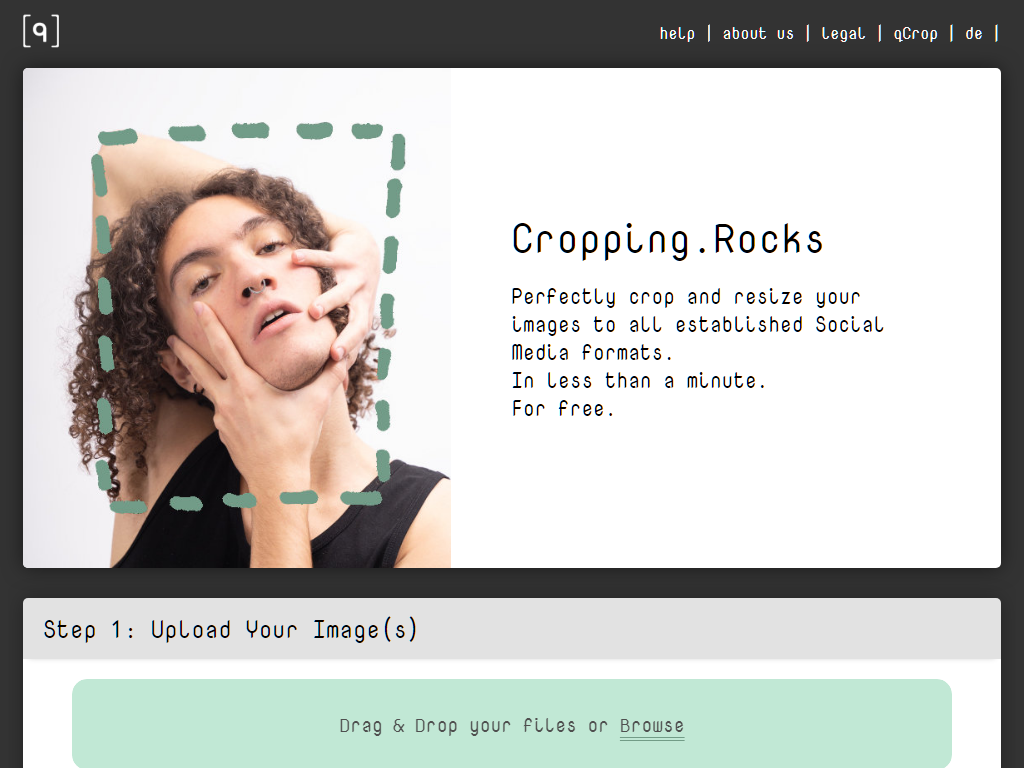 [q]
help | about us | legal | qCrop | de |
Cropping.Rocks
Perfectly crop and resize your
images to all established Social
Media formats.
In less than a minute.
For free.
Step 1: Upload Your Image(s)
Drag & Drop your files or Browse